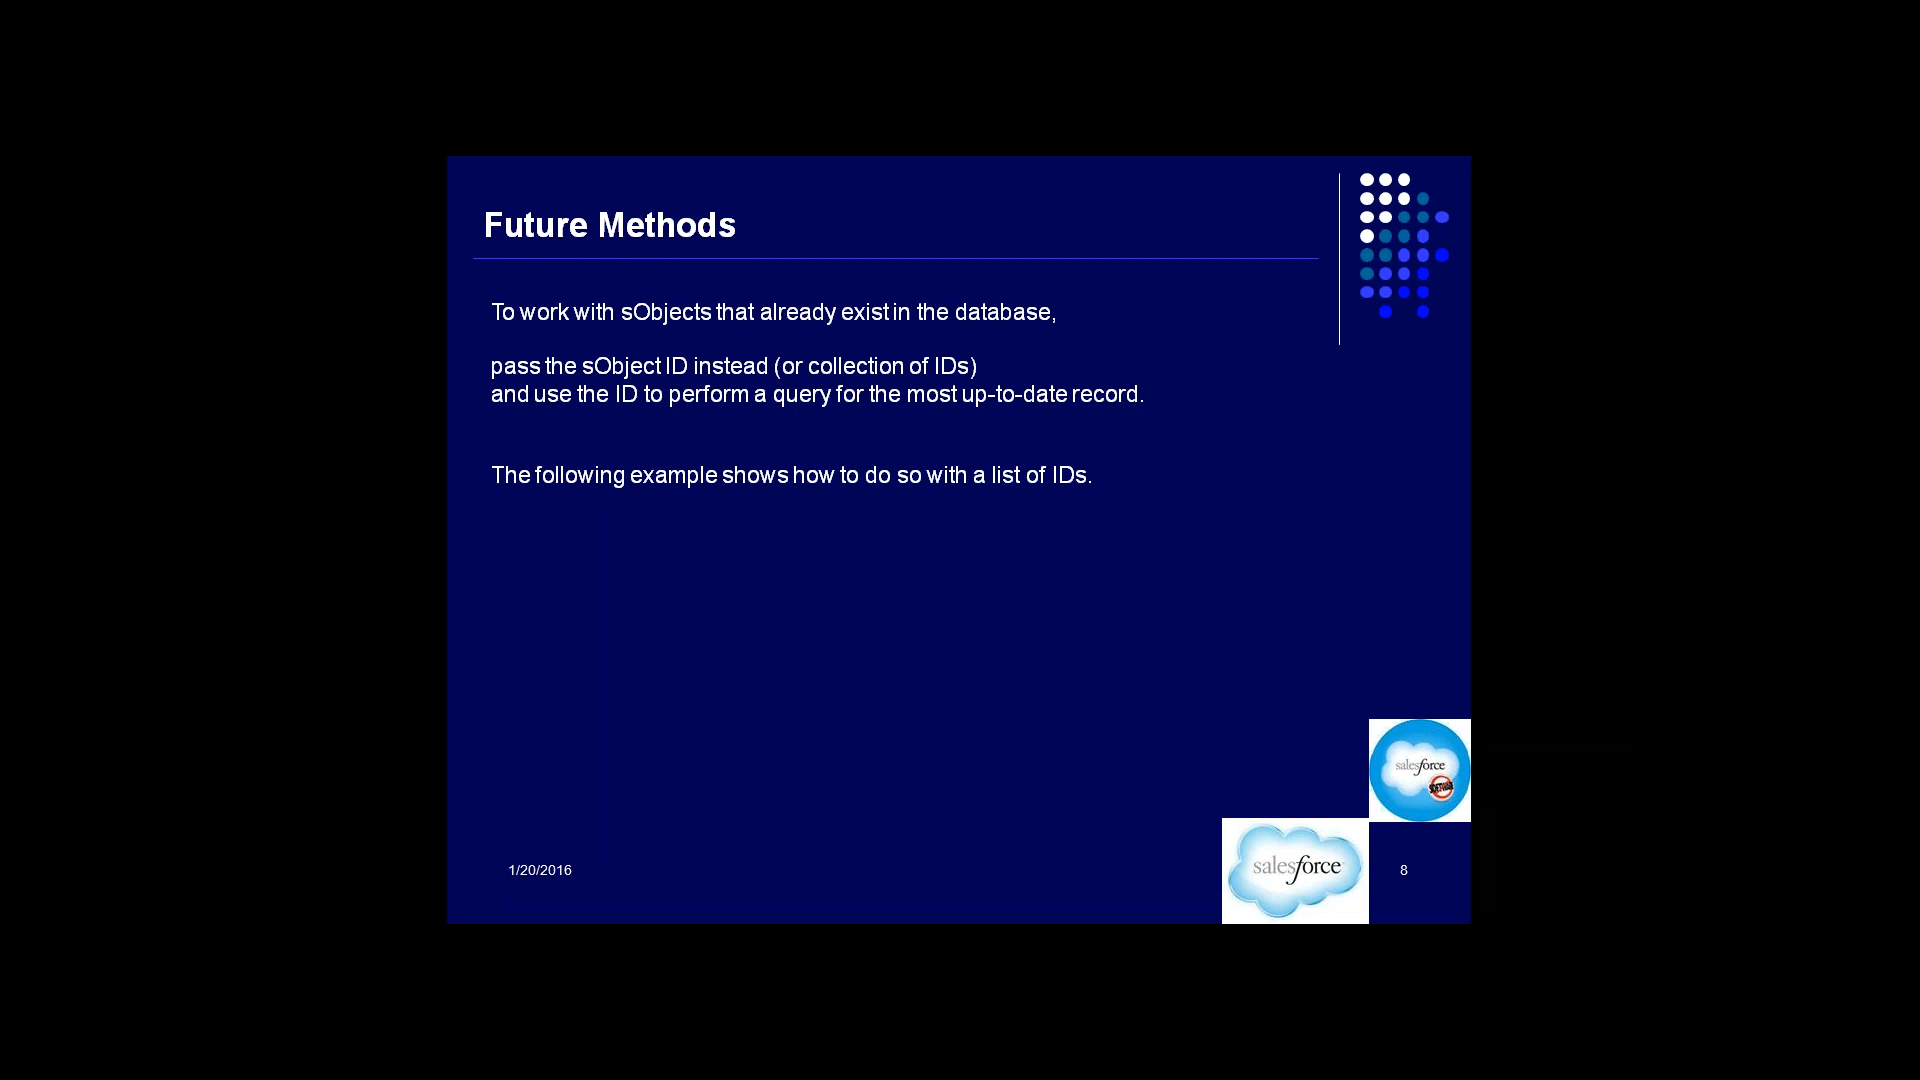 Future Methods
To work with sObjects that already exist in the database,
pass the sObject ID instead (or collection of IDs)
and use the ID to perform a query for the most up-to-date record.
The following example shows how to do so with a list of IDs.
salesforce
SOFTWARE
salesforce
1/20/2016
8